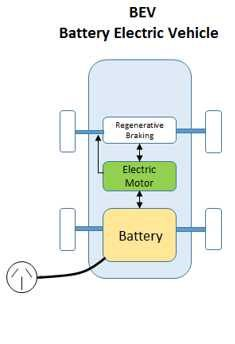 BEV
Battery Electric Vehicle
Regenerative
Braking
Electric
Motor
Battery